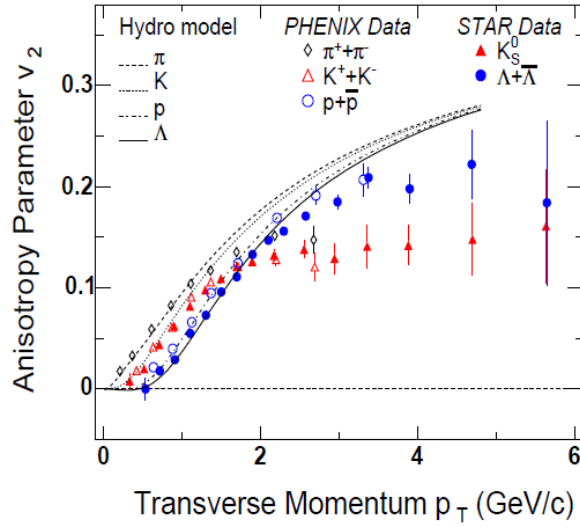 Hydro model
PHENIX Data
STAR Data
π
K
p
Λ
π⁺+π⁻
K⁺+K⁻
p+p̅
K⁰_S
Λ+Λ̅
Anisotropy Parameter v₂
0.3
0.2
0.1
0
0
2
4
6
Transverse Momentum p_T (GeV/c)